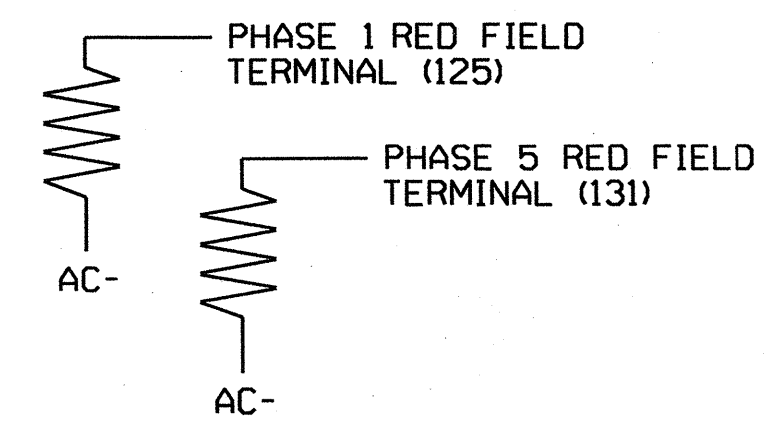 PHASE 1 RED FIELD
TERMINAL (125)
PHASE 5 RED FIELD
TERMINAL (131)
AC-
AC-